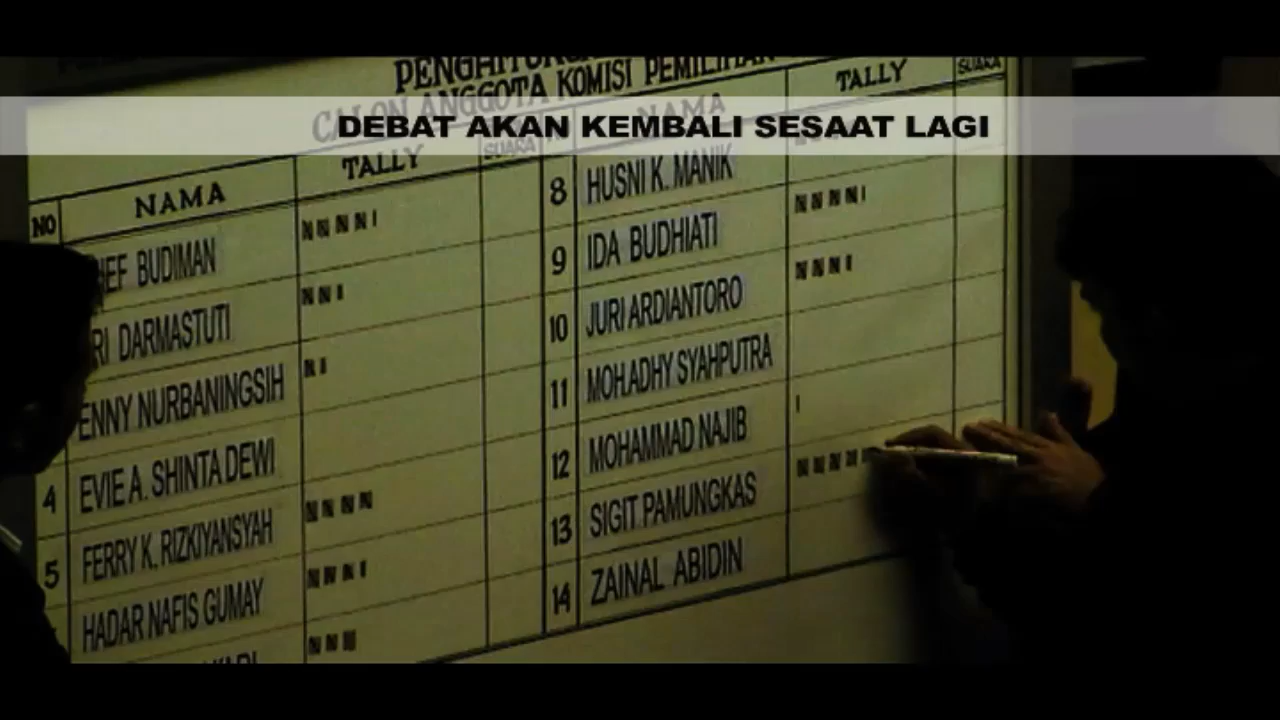 DEBAT AKAN KEMBALI SESAAT LAGI
CALON ANGGOTA KOMISI PEMILIHAN
NO NAMA TALLY SUARA
BUDIMAN
DARMASTUTI
ENNY NURBANINGSIH
4 EVIE A. SHINTA DEWI
5 FERRY K. RIZKIYANSYAH
HADAR NAFIS GUMAY
NAMA TALLY SUARA
8 HUSNI K. MANIK
9 IDA BUDHIATI
10 JURI ARDIANTORO
11 MOH.ADHY SYAHPUTRA
12 MOHAMMAD NAJIB
13 SIGIT PAMUNGKAS
14 ZAINAL ABIDIN